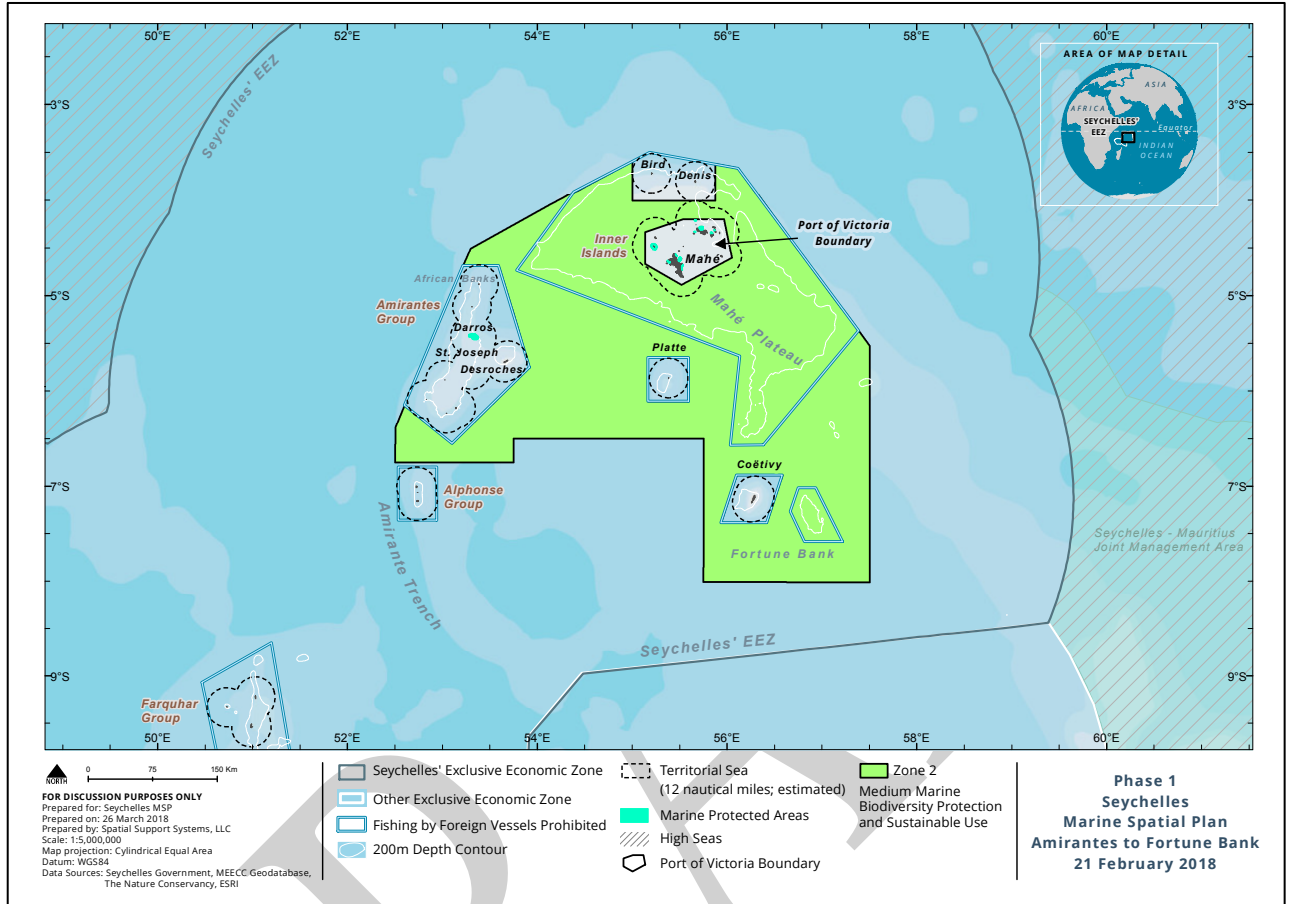 50°E
52°E
54°E
56°E
58°E
60°E
3°S
5°S
7°S
9°S
3°S
5°S
7°S
9°S
50°E
52°E
54°E
56°E
58°E
60°E
AREA OF MAP DETAIL
ASIA
AFRICA
SEYCHELLES'
EEZ
Equator
INDIAN
OCEAN
Seychelles' EEZ
Bird
Denis
Port of Victoria
Boundary
Inner
Islands
Mahé
African Banks
Amirantes
Group
Darros
St. Joseph
Desroches
Mahé Plateau
Platte
Coëtivy
Alphonse
Group
Fortune Bank
Amirante Trench
Seychelles - Mauritius
Joint Management Area
Seychelles' EEZ
Farquhar
Group
NORTH
0 75 150 Km
FOR DISCUSSION PURPOSES ONLY
Prepared for: Seychelles MSP
Prepared on: 26 March 2018
Prepared by: Spatial Support Systems, LLC
Scale: 1:5,000,000
Map projection: Cylindrical Equal Area
Datum: WGS84
Data Sources: Seychelles Government, MEECC Geodatabase,
The Nature Conservancy, ESRI
Seychelles' Exclusive Economic Zone
Other Exclusive Economic Zone
Fishing by Foreign Vessels Prohibited
200m Depth Contour
Territorial Sea
(12 nautical miles; estimated)
Marine Protected Areas
High Seas
Port of Victoria Boundary
Zone 2
Medium Marine
Biodiversity Protection
and Sustainable Use
Phase 1
Seychelles
Marine Spatial Plan
Amirantes to Fortune Bank
21 February 2018